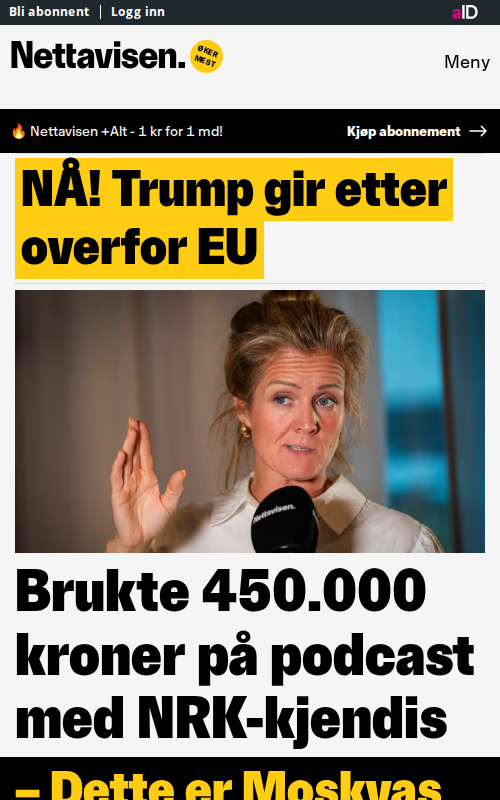 Bli abonnent | Logg inn
aID
Nettavisen.
ØKER
MEST
Meny
🔥 Nettavisen +Alt - 1 kr for 1 md!
Kjøp abonnement →
NÅ! Trump gir etter
overfor EU
Nettavisen.
Brukte 450.000
kroner på podcast
med NRK-kjendis
– Dette er Moskvas